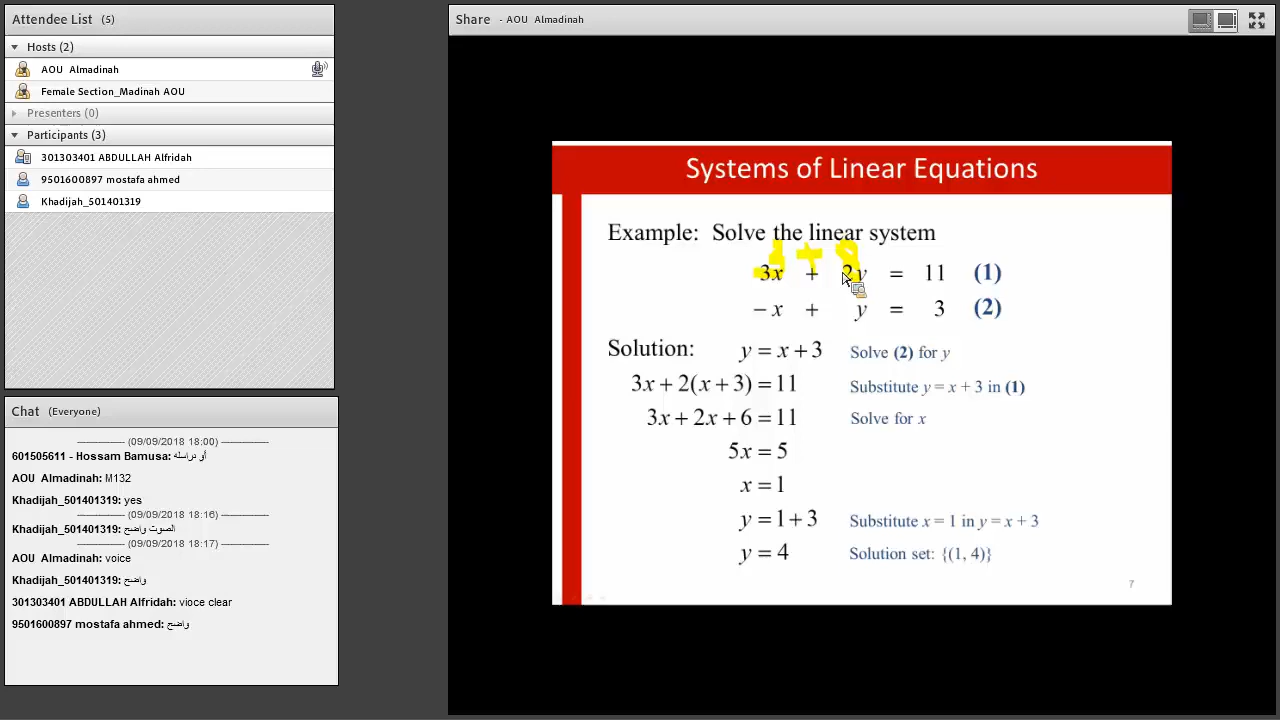 Attendee List (5)
Hosts (2)
AOU Almadinah
Female Section_Madinah AOU
Presenters (0)
Participants (3)
301303401 ABDULLAH Alfridah
9501600897 mostafa ahmed
Khadijah_501401319
Chat (Everyone)
------------------ (09/09/2018 18:00) ------------------
601505611 - Hossam Bamusa: أو دراسله
AOU Almadinah: M132
Khadijah_501401319: yes
------------------ (09/09/2018 18:16) ------------------
Khadijah_501401319: الصوت واضح
------------------ (09/09/2018 18:17) ------------------
AOU Almadinah: voice
Khadijah_501401319: واضح
301303401 ABDULLAH Alfridah: vioce clear
9501600897 mostafa ahmed: واضح
Share - AOU Almadinah
Systems of Linear Equations
Example: Solve the linear system
1 + 8
3x + 2y = 11 (1)
− x + y = 3 (2)
Solution: y = x + 3 Solve (2) for y
3x + 2(x + 3) = 11 Substitute y = x + 3 in (1)
3x + 2x + 6 = 11 Solve for x
5x = 5
x = 1
y = 1 + 3 Substitute x = 1 in y = x + 3
y = 4 Solution set: {(1, 4)}
7